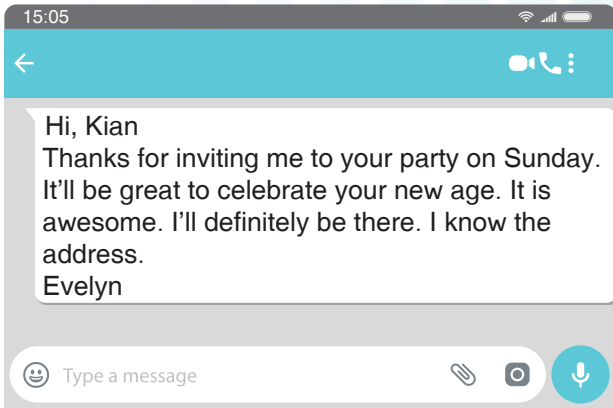 15:05
Hi, Kian
Thanks for inviting me to your party on Sunday.
It'll be great to celebrate your new age. It is
awesome. I'll definitely be there. I know the
address.
Evelyn
Type a message